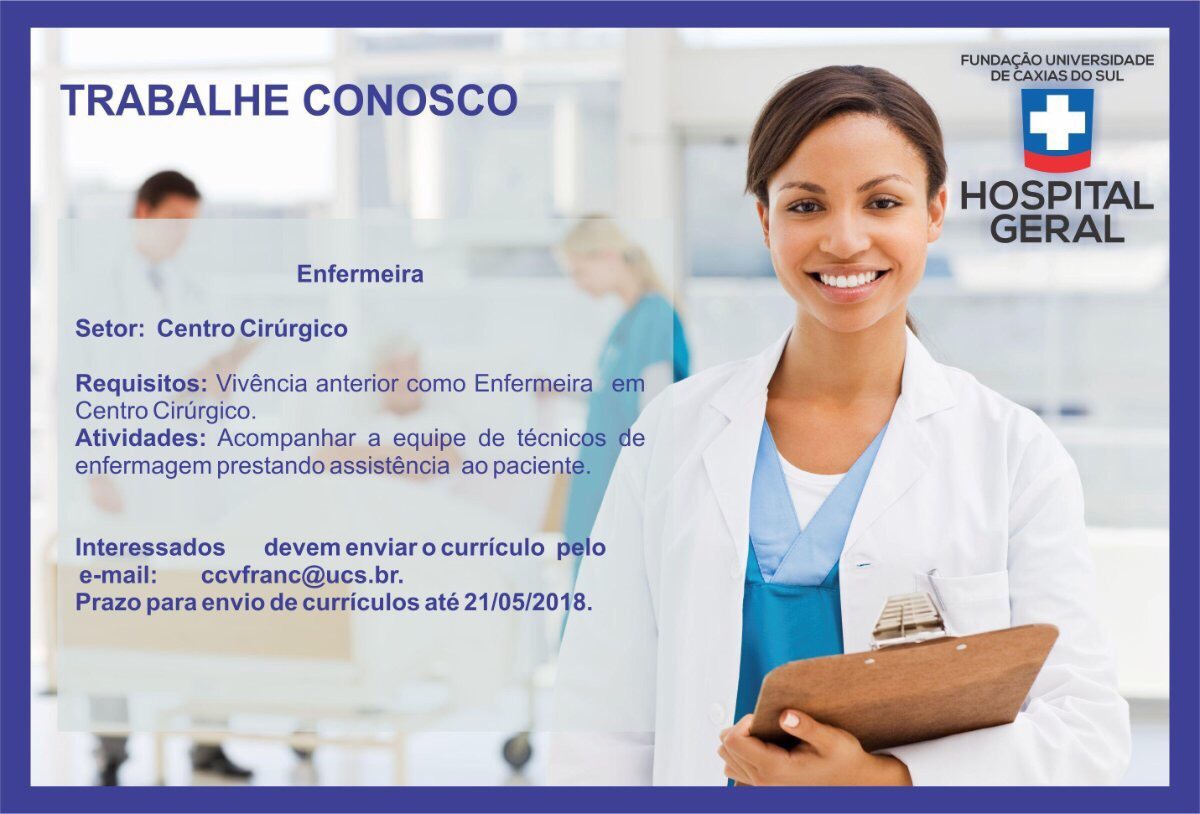 TRABALHE CONOSCO
FUNDAÇÃO UNIVERSIDADE
DE CAXIAS DO SUL
HOSPITAL
GERAL
Enfermeira
Setor: Centro Cirúrgico
Requisitos: Vivência anterior como Enfermeira em
Centro Cirúrgico.
Atividades: Acompanhar a equipe de técnicos de
enfermagem prestando assistência ao paciente.
Interessados devem enviar o currículo pelo
e-mail: ccvfranc@ucs.br.
Prazo para envio de currículos até 21/05/2018.